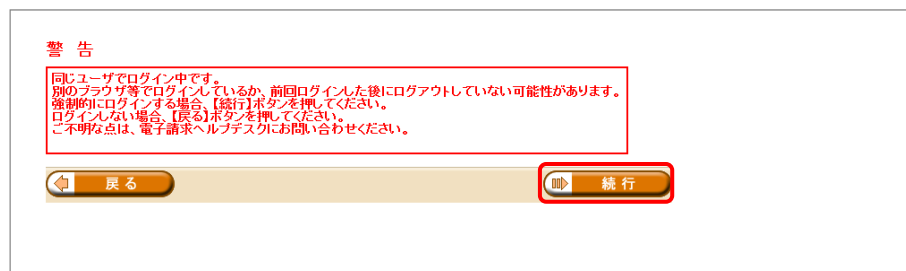 警 告
同じユーザでログイン中です。
別のブラウザ等でログインしているか、前回ログインした後にログアウトしていない可能性があります。
強制的にログインする場合、【続行】ボタンを押してください。
ログインしない場合、【戻る】ボタンを押してください。
ご不明な点は、電子請求ヘルプデスクにお問い合わせください。
戻 る
続 行